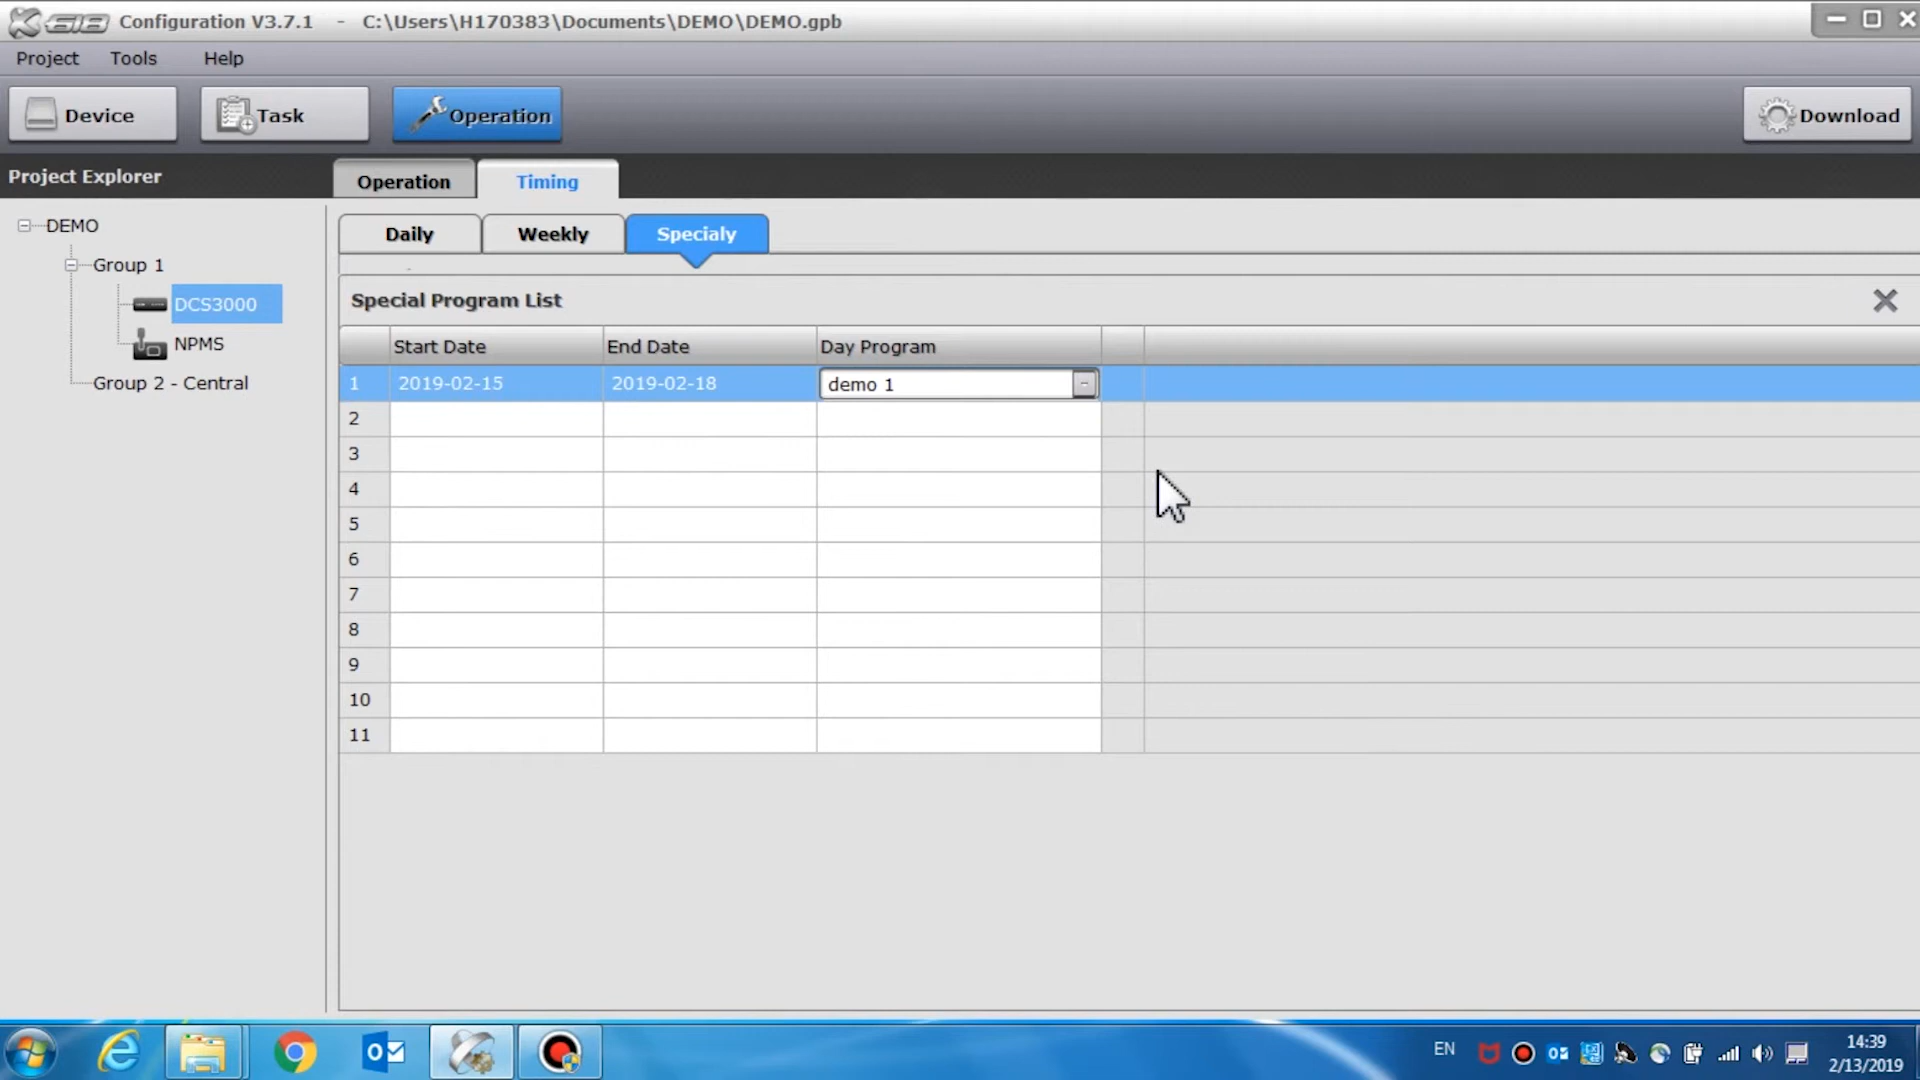 X-618 Configuration V3.7.1 - C:\Users\H170383\Documents\DEMO\DEMO.gpb
Project Tools Help
Device Task Operation Download
Project Explorer
Operation Timing
DEMO
Group 1
DCS3000
NPMS
Group 2 - Central
Daily Weekly Specialy
Special Program List
Start Date End Date Day Program
1 2019-02-15 2019-02-18 demo 1
2
3
4
5
6
7
8
9
10
11
EN
14:39
2/13/2019